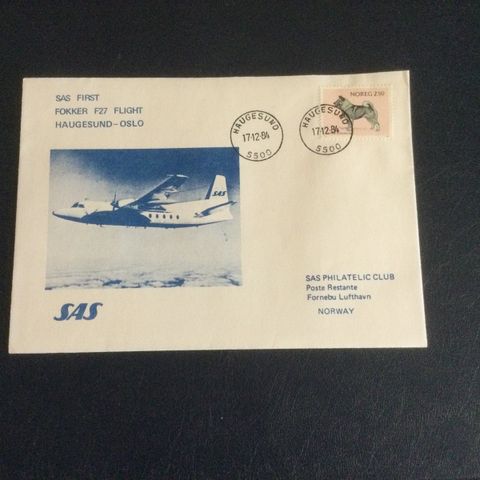 SAS FIRST
FOKKER F27 FLIGHT
HAUGESUND-OSLO
HAUGESUND
17.12.84
5500
HAUGESUND
17.12.84
5500
NOREG 2.50
SAS
SAS
SAS PHILATELIC CLUB
Poste Restante
Fornebu Lufthavn
NORWAY